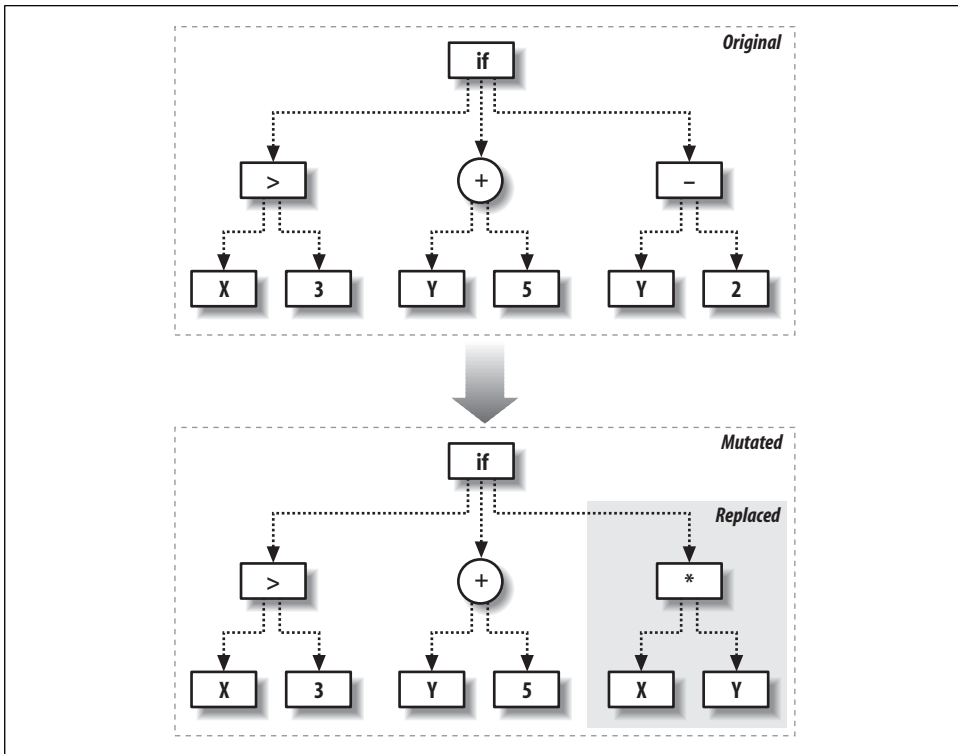 Original
if
> + –
X 3 Y 5 Y 2
Mutated
if
Replaced
> + *
X 3 Y 5 X Y